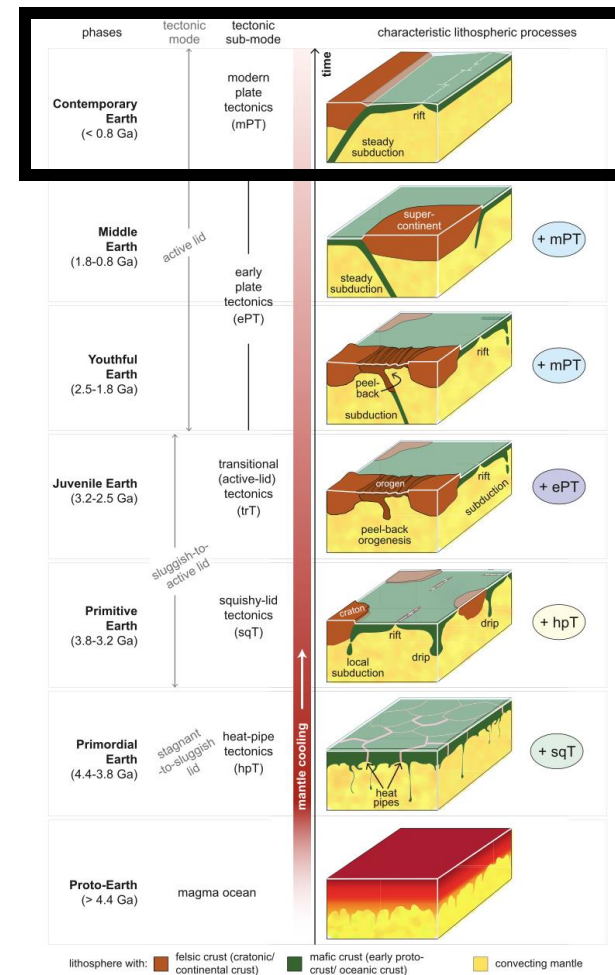 phases
tectonic
mode
tectonic
sub-mode
time
characteristic lithospheric processes
Contemporary
Earth
(< 0.8 Ga)
modern
plate
tectonics
(mPT)
rift
steady
subduction
Middle
Earth
(1.8-0.8 Ga)
active lid
early
plate
tectonics
(ePT)
super-
continent
steady
subduction
+ mPT
Youthful
Earth
(2.5-1.8 Ga)
rift
peel-
back
subduction
+ mPT
Juvenile Earth
(3.2-2.5 Ga)
transitional
(active-lid)
tectonics
(trT)
orogen
rift
subduction
peel-back
orogenesis
+ ePT
sluggish-to-
active lid
Primitive
Earth
(3.8-3.2 Ga)
squishy-lid
tectonics
(sqT)
craton
rift
drip
drip
local
subduction
+ hpT
Primordial
Earth
(4.4-3.8 Ga)
stagnant
-to-sluggish
lid
heat-pipe
tectonics
(hpT)
mantle cooling
heat
pipes
+ sqT
Proto-Earth
(> 4.4 Ga)
magma ocean
lithosphere with:
felsic crust (cratonic/
continental crust)
mafic crust (early proto-
crust/ oceanic crust)
convecting mantle